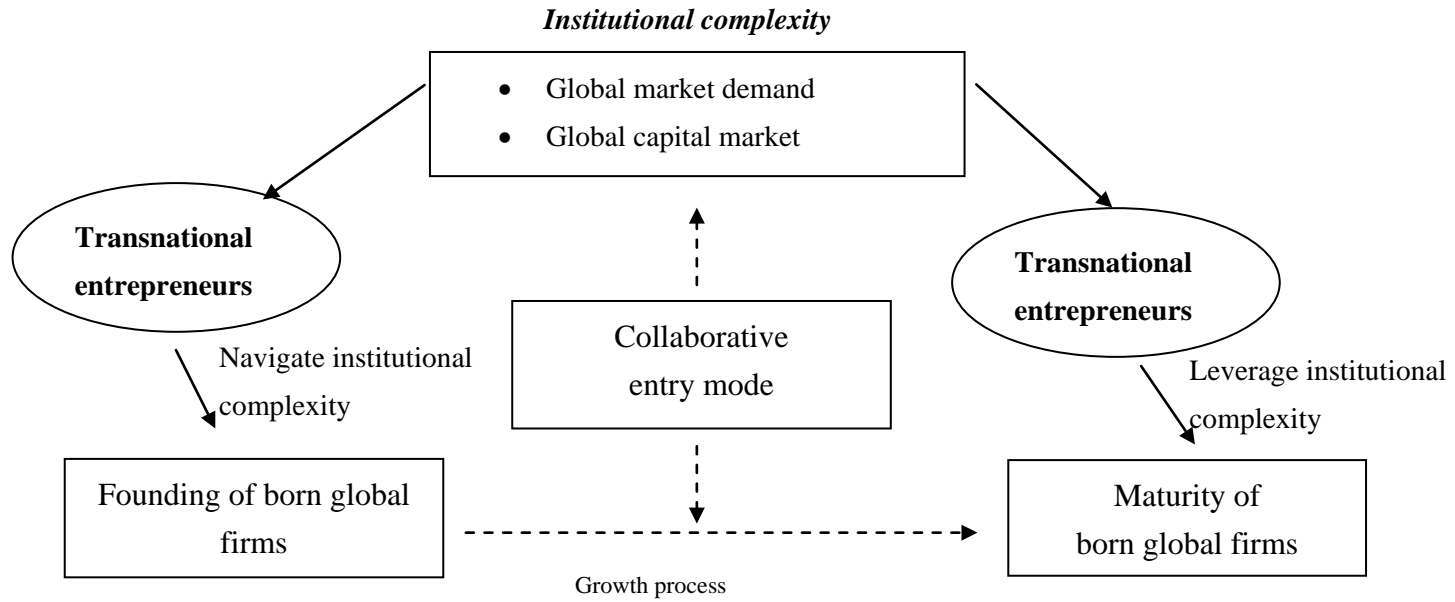 Institutional complexity
• Global market demand
• Global capital market
Transnational
entrepreneurs
Transnational
entrepreneurs
Collaborative
entry mode
Navigate institutional
complexity
Leverage institutional
complexity
Founding of born global
firms
Maturity of
born global firms
Growth process